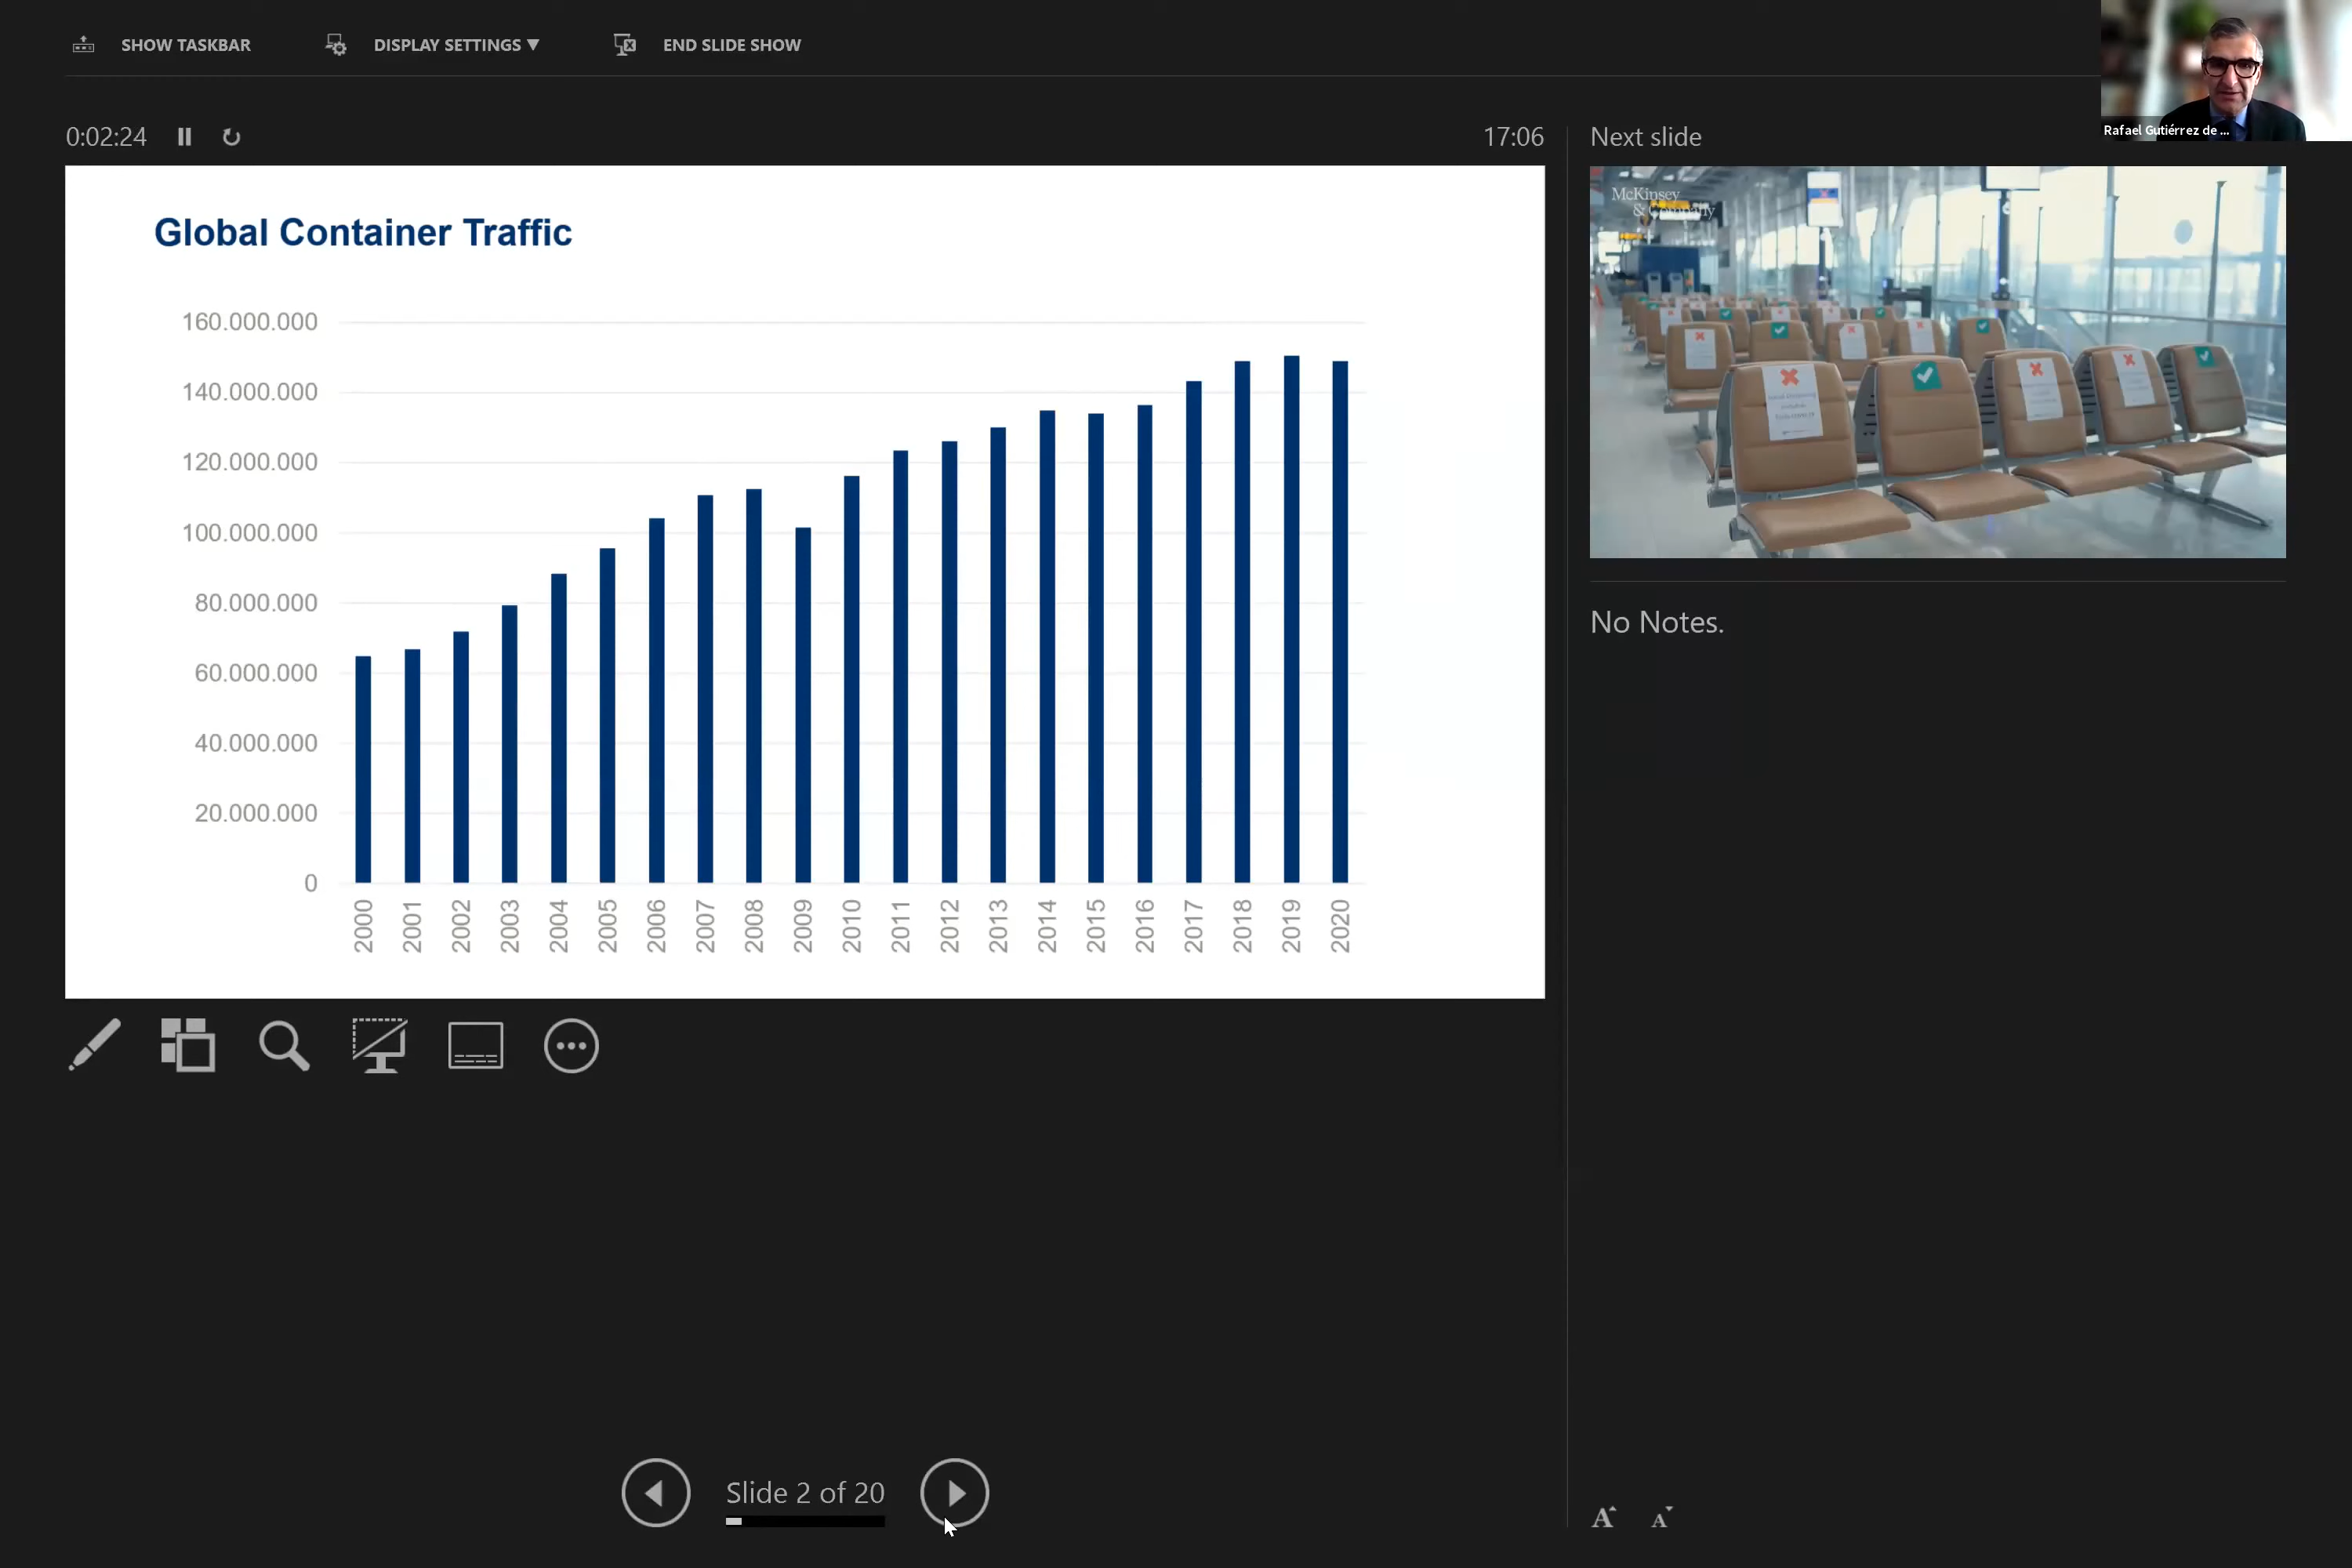 SHOW TASKBAR
DISPLAY SETTINGS ▼
END SLIDE SHOW
Rafael Gutiérrez de ...
0:02:24
17:06
Next slide
Global Container Traffic
160.000.000
140.000.000
120.000.000
100.000.000
80.000.000
60.000.000
40.000.000
20.000.000
0
2000
2001
2002
2003
2004
2005
2006
2007
2008
2009
2010
2011
2012
2013
2014
2015
2016
2017
2018
2019
2020
McKinsey
& Company
No Notes.
Slide 2 of 20
A A